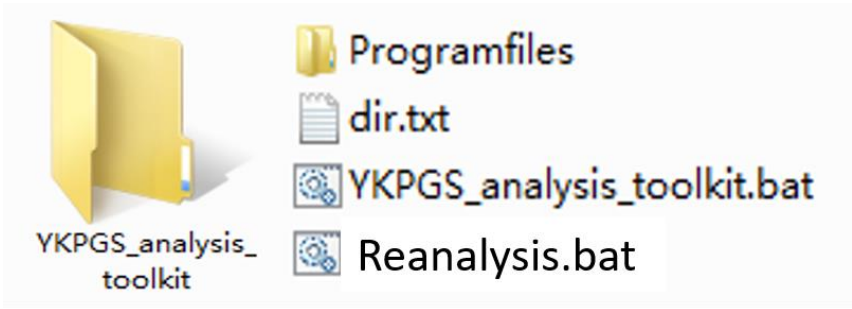 YKPGS_analysis_
toolkit
Programfiles
dir.txt
YKPGS_analysis_toolkit.bat
Reanalysis.bat